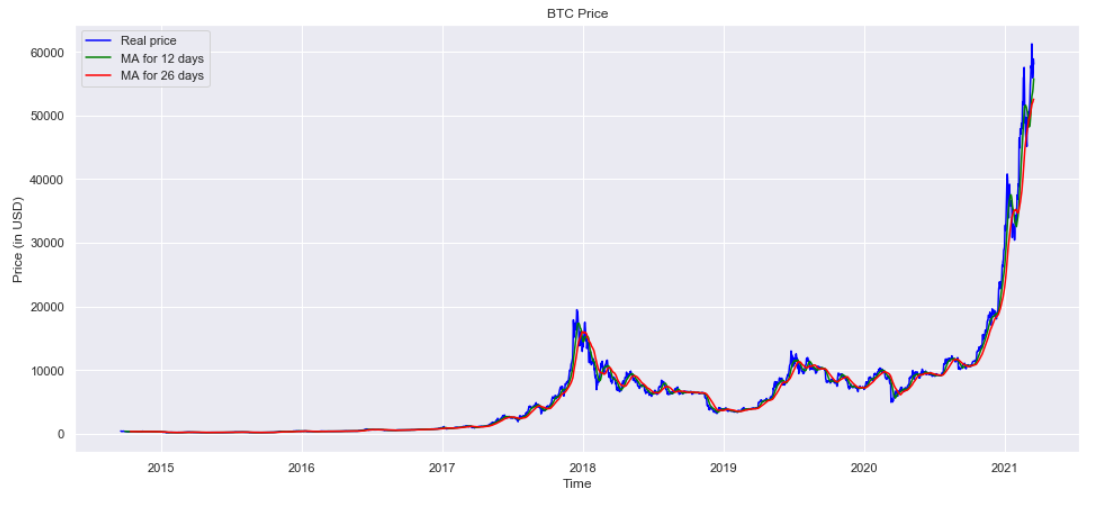 BTC Price
Real price
MA for 12 days
MA for 26 days
60000
50000
40000
30000
20000
10000
0
Price (in USD)
2015 2016 2017 2018 2019 2020 2021
Time